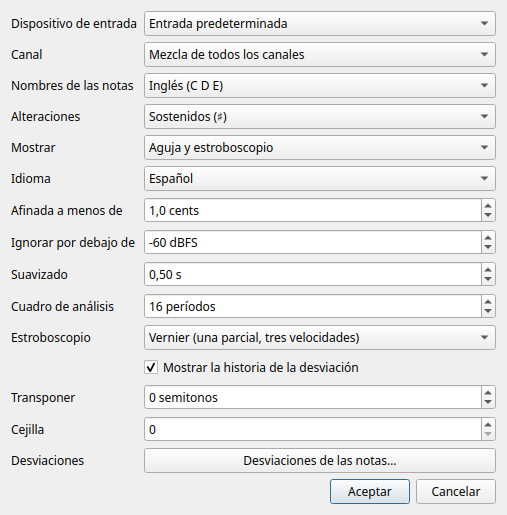 Dispositivo de entrada Entrada predeterminada
Canal Mezcla de todos los canales
Nombres de las notas Inglés (C D E)
Alteraciones Sostenidos (♯)
Mostrar Aguja y estroboscopio
Idioma Español
Afinada a menos de 1,0 cents
Ignorar por debajo de -60 dBFS
Suavizado 0,50 s
Cuadro de análisis 16 períodos
Estroboscopio Vernier (una parcial, tres velocidades)
Mostrar la historia de la desviación
Transponer 0 semitonos
Cejilla 0
Desviaciones Desviaciones de las notas...
Aceptar Cancelar